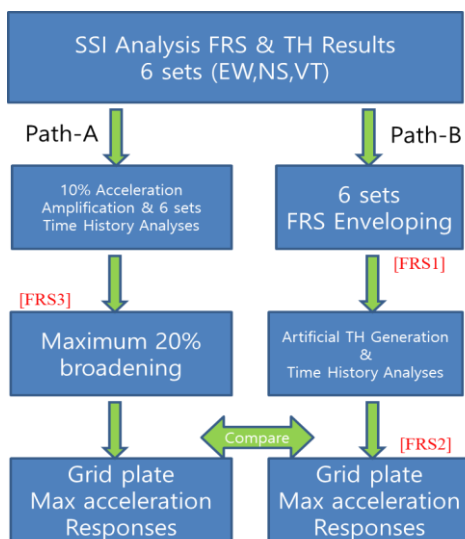 SSI Analysis FRS & TH Results
6 sets (EW,NS,VT)
Path-A
Path-B
10% Acceleration
Amplification & 6 sets
Time History Analyses
6 sets
FRS Enveloping
[FRS3]
[FRS1]
Maximum 20%
broadening
Artificial TH Generation
&
Time History Analyses
Compare
[FRS2]
Grid plate
Max acceleration
Responses
Grid plate
Max acceleration
Responses